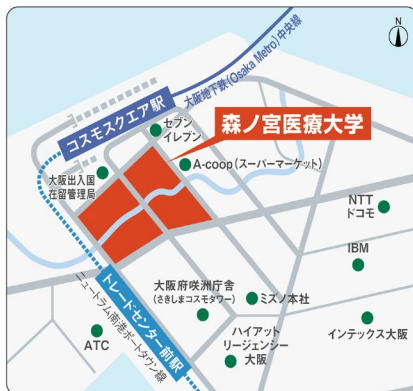 N
大阪地下鉄(Osaka Metro)中央線
コスモスクエア駅
セブン
イレブン
森ノ宮医療大学
A-coop(スーパーマーケット)
大阪出入国
在留管理局
NTT
ドコモ
IBM
大阪府咲洲庁舎
(さきしまコスモタワー)
ミズノ本社
トレードセンター前駅
ニュートラム南港ポートタウン線
インテックス大阪
ハイアット
リージェンシー
大阪
ATC